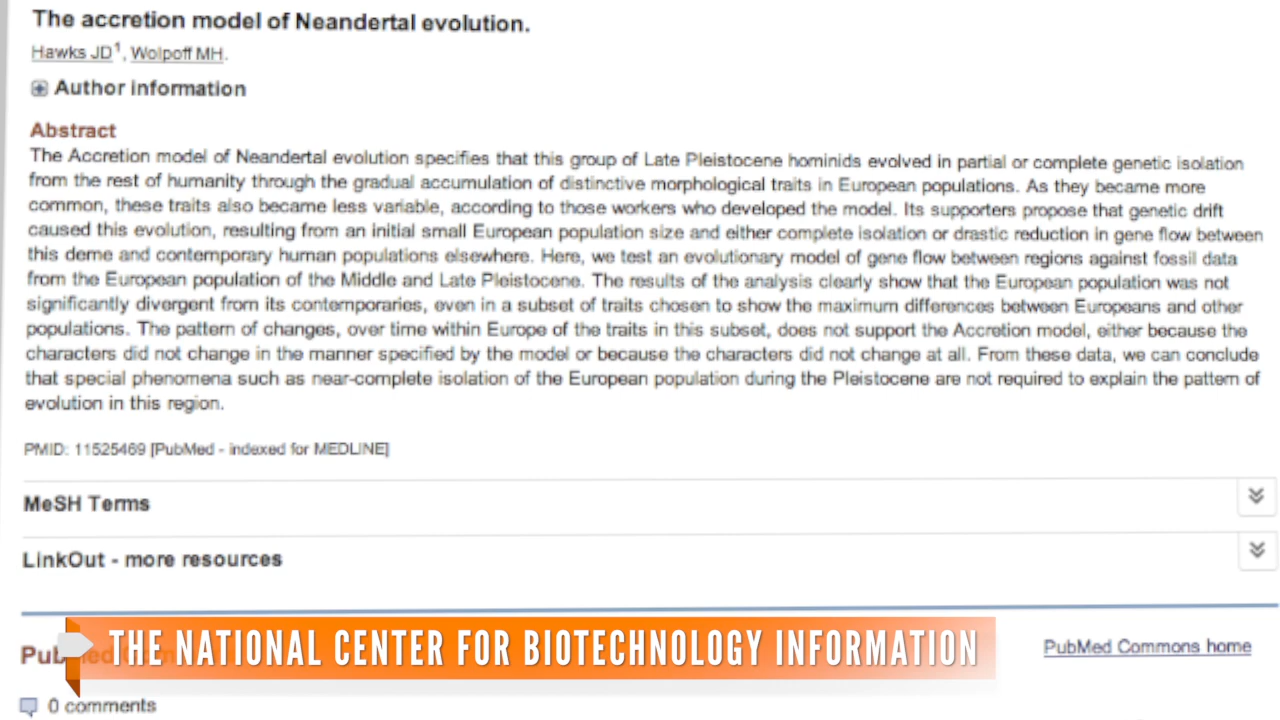 The accretion model of Neandertal evolution.
Hawks JD1, Wolpoff MH.
Author information
Abstract
The Accretion model of Neandertal evolution specifies that this group of Late Pleistocene hominids evolved in partial or complete genetic isolation
from the rest of humanity through the gradual accumulation of distinctive morphological traits in European populations. As they became more
common, these traits also became less variable, according to those workers who developed the model. Its supporters propose that genetic drift
caused this evolution, resulting from an initial small European population size and either complete isolation or drastic reduction in gene flow between
this deme and contemporary human populations elsewhere. Here, we test an evolutionary model of gene flow between regions against fossil data
from the European population of the Middle and Late Pleistocene. The results of the analysis clearly show that the European population was not
significantly divergent from its contemporaries, even in a subset of traits chosen to show the maximum differences between Europeans and other
populations. The pattern of changes, over time within Europe of the traits in this subset, does not support the Accretion model, either because the
characters did not change in the manner specified by the model or because the characters did not change at all. From these data, we can conclude
that special phenomena such as near-complete isolation of the European population during the Pleistocene are not required to explain the pattern of
evolution in this region.
PMID: 11525469 [PubMed - indexed for MEDLINE]
MeSH Terms
LinkOut - more resources
THE NATIONAL CENTER FOR BIOTECHNOLOGY INFORMATION
PubMed Commons home
0 comments